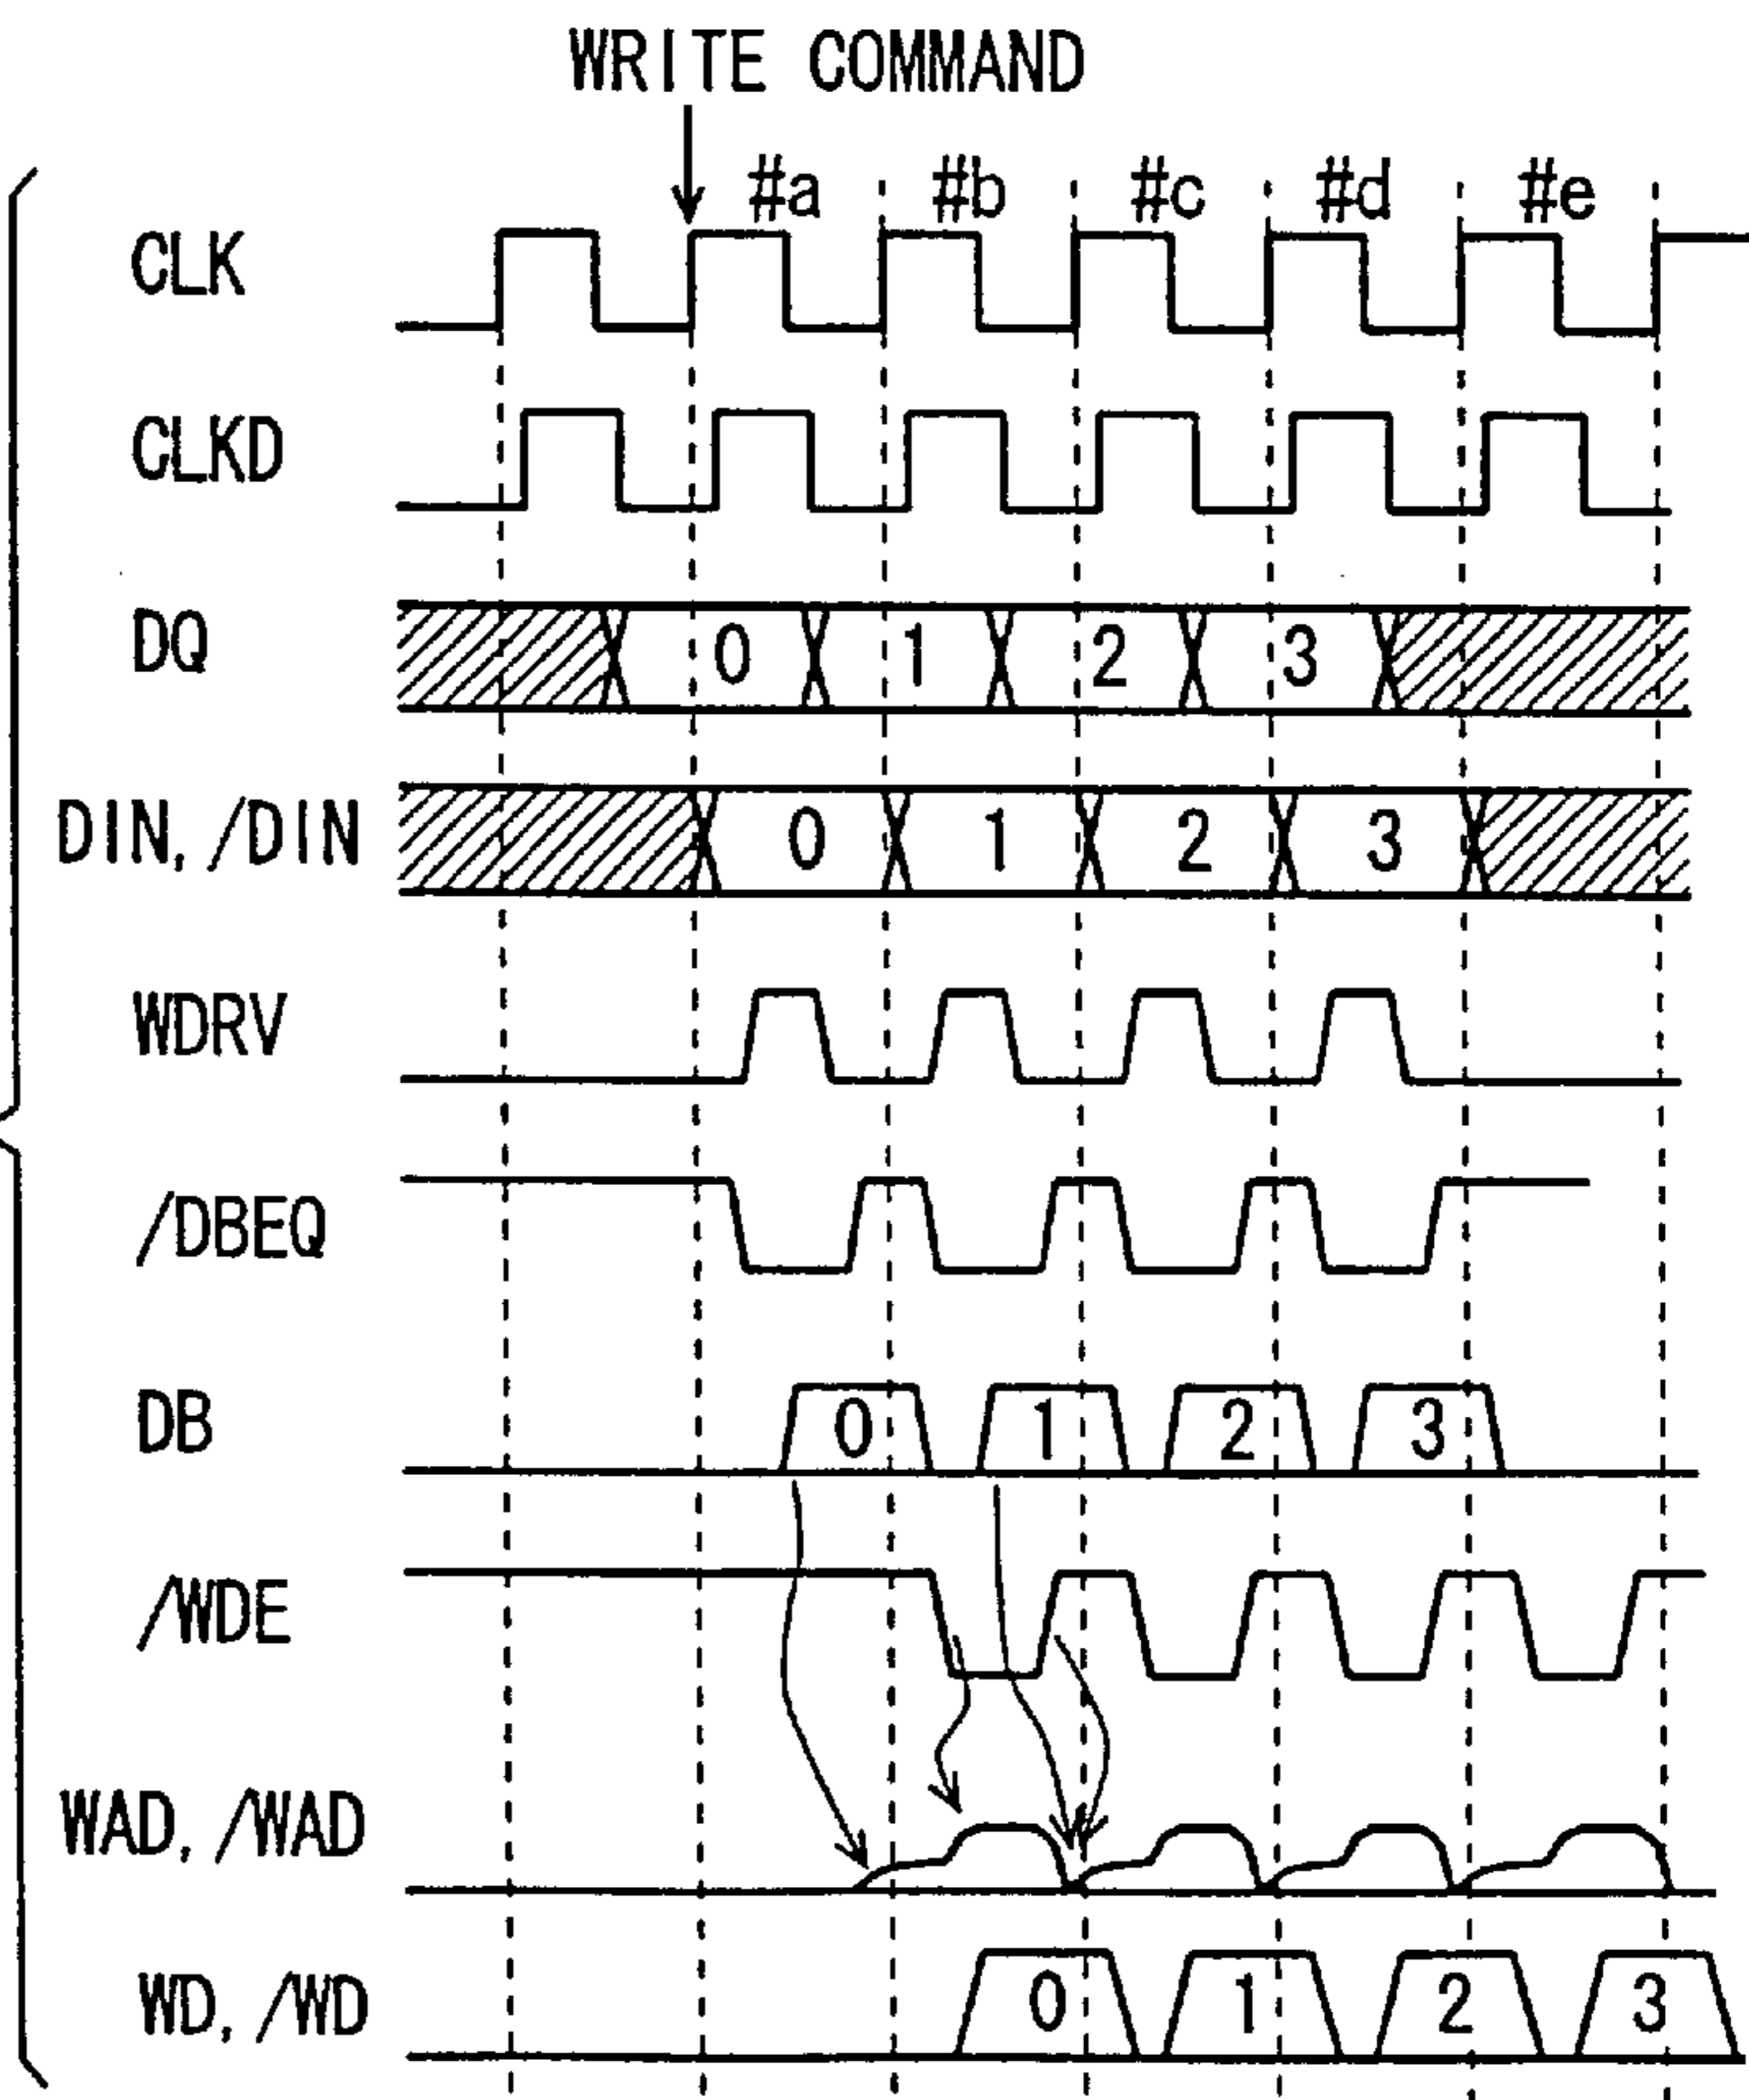 WRITE COMMAND
#a #b #c #d #e
CLK
CLKD
DQ 0 1 2 3
DIN, /DIN 0 1 2 3
WDRV
/DBEQ
DB 0 1 2 3
/WDE
WAD, /WAD
WD, /WD 0 1 2 3